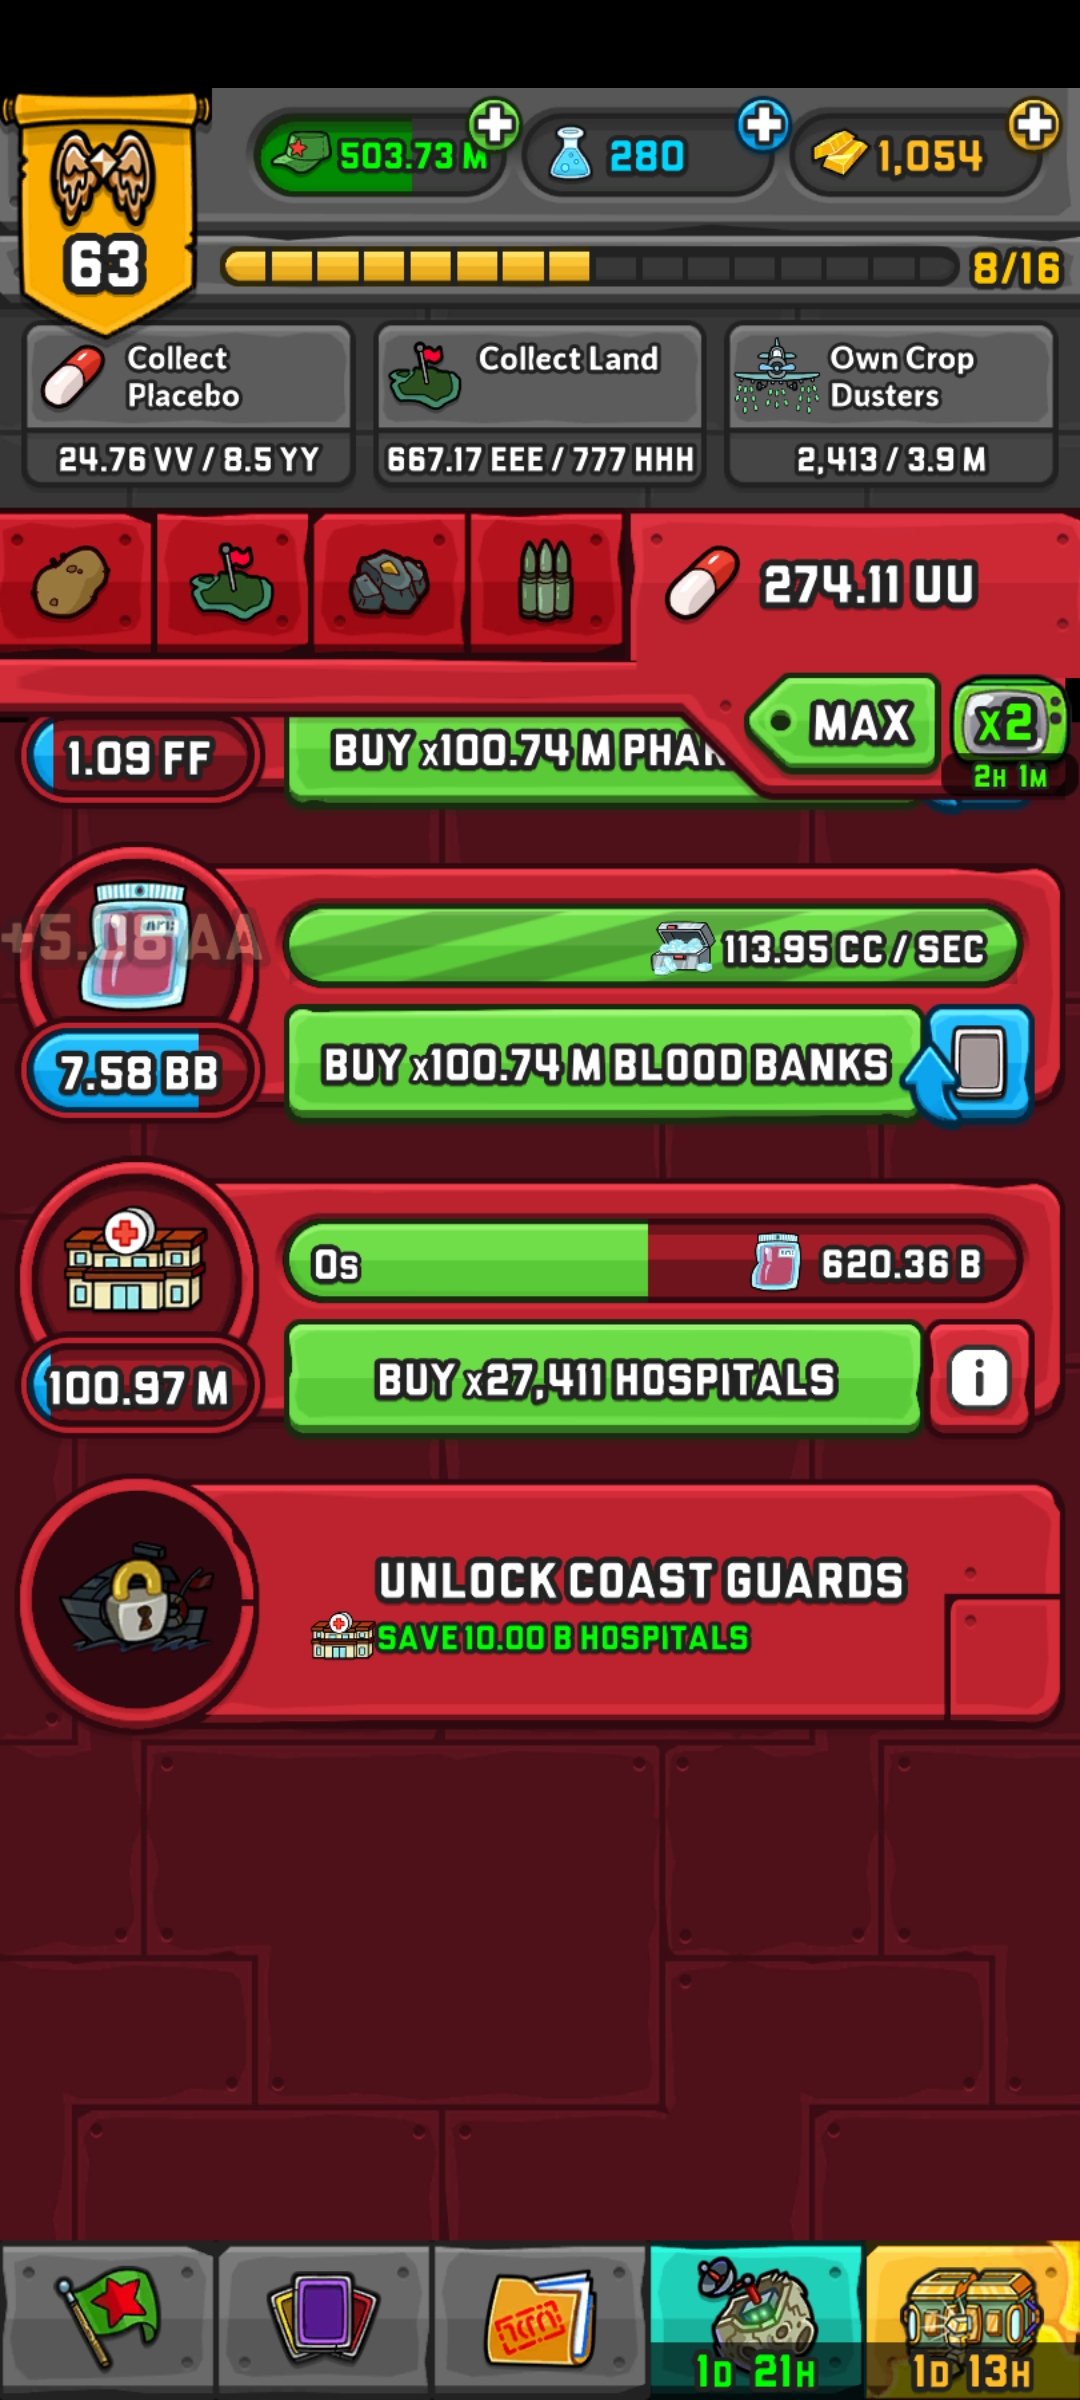 503.73 M
280
1,054
63
8/16
Collect
Placebo
24.76 VV / 8.5 YY
Collect Land
667.17 EEE / 777 HHH
Own Crop
Dusters
2,413 / 3.9 M
274.11 UU
MAX
x2
2H 1M
1.09 FF
BUY x100.74 M
+5.08 AA
113.95 CC / SEC
7.58 BB
BUY x100.74 M BLOOD BANKS
0s
620.36 B
100.97 M
BUY x27,411 HOSPITALS
i
UNLOCK COAST GUARDS
SAVE 10.00 B HOSPITALS
1D 21H
1D 13H